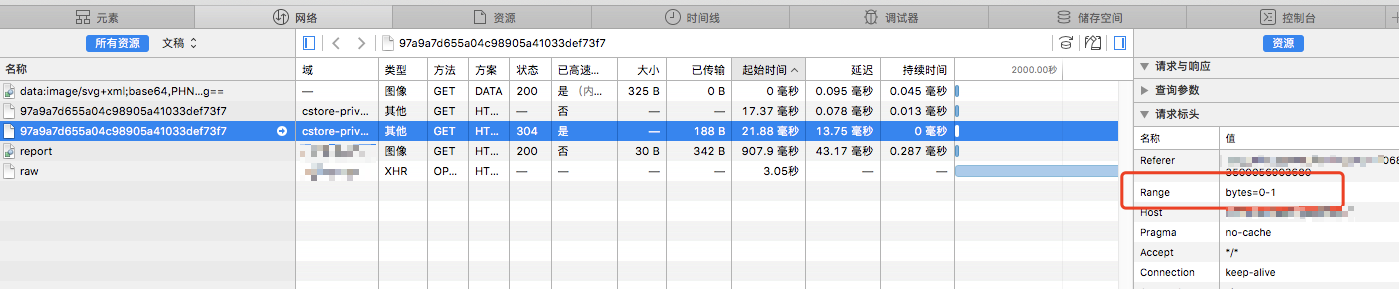 元素 网络 资源 时间线 调试器 储存空间 控制台
所有资源 文稿 97a9a7d655a04c98905a41033def73f7 资源
名称 域 类型 方法 方案 状态 已高速... 大小 已传输 起始时间 延迟 持续时间 2000.00秒
data:image/svg+xml;base64,PHN...g== — 图像 GET DATA 200 是 （内... 325 B 0 B 0 毫秒 0.095 毫秒 0.045 毫秒
97a9a7d655a04c98905a41033def73f7 cstore-priv... 其他 GET HT... — 否 — — 17.37 毫秒 0.078 毫秒 0.013 毫秒
97a9a7d655a04c98905a41033def73f7 cstore-priv... 其他 GET HT... 304 是 — 188 B 21.88 毫秒 13.75 毫秒 0 毫秒
report 图像 GET HT... 200 否 30 B 342 B 907.9 毫秒 43.17 毫秒 0.287 毫秒
raw XHR OP... HT... — — — — 3.05秒 — —
请求与响应
查询参数
请求标头
名称 值
Referer
Range bytes=0-1
Host
Pragma no-cache
Accept */*
Connection keep-alive